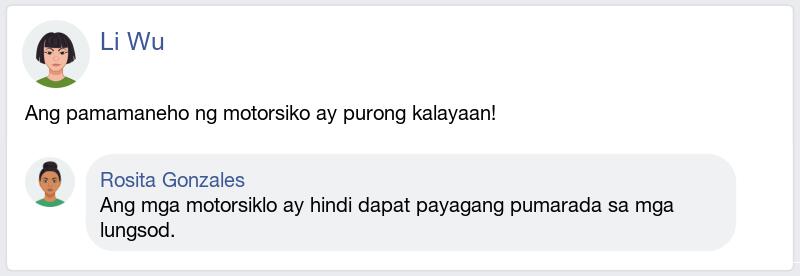 Li Wu
Ang pamamaneho ng motorsiko ay purong kalayaan!
Rosita Gonzales
Ang mga motorsiklo ay hindi dapat payagang pumarada sa mga
lungsod.